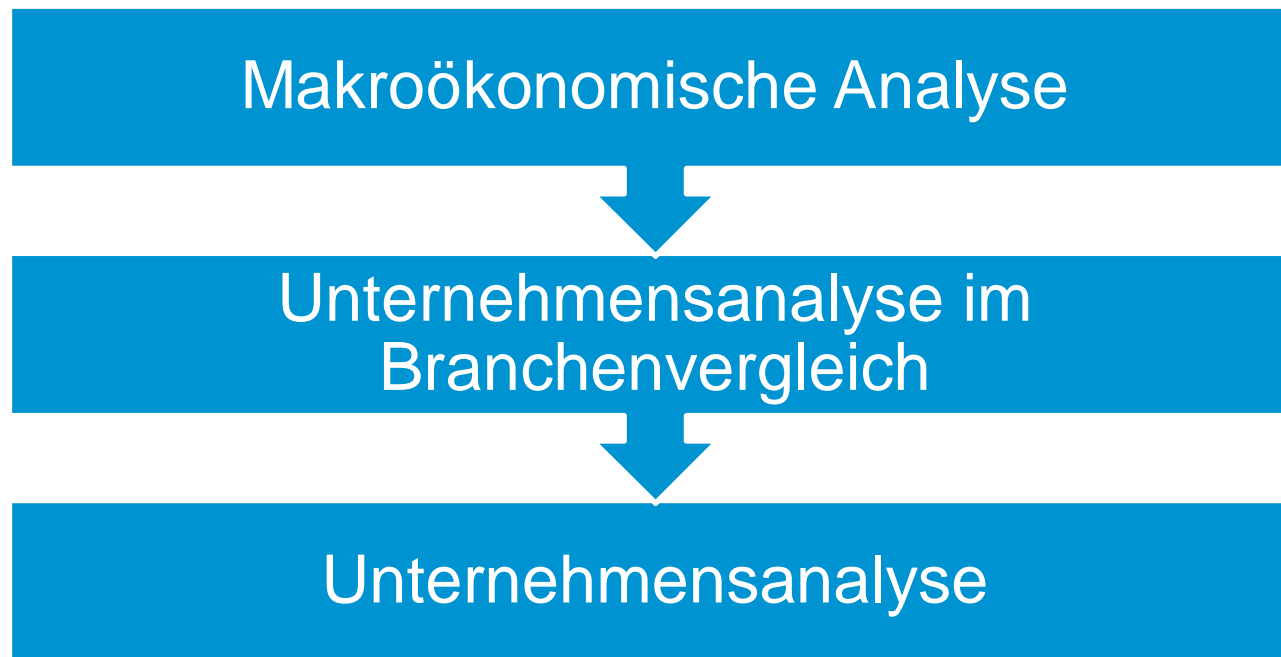 Makroökonomische Analyse
Unternehmensanalyse im
Branchenvergleich
Unternehmensanalyse